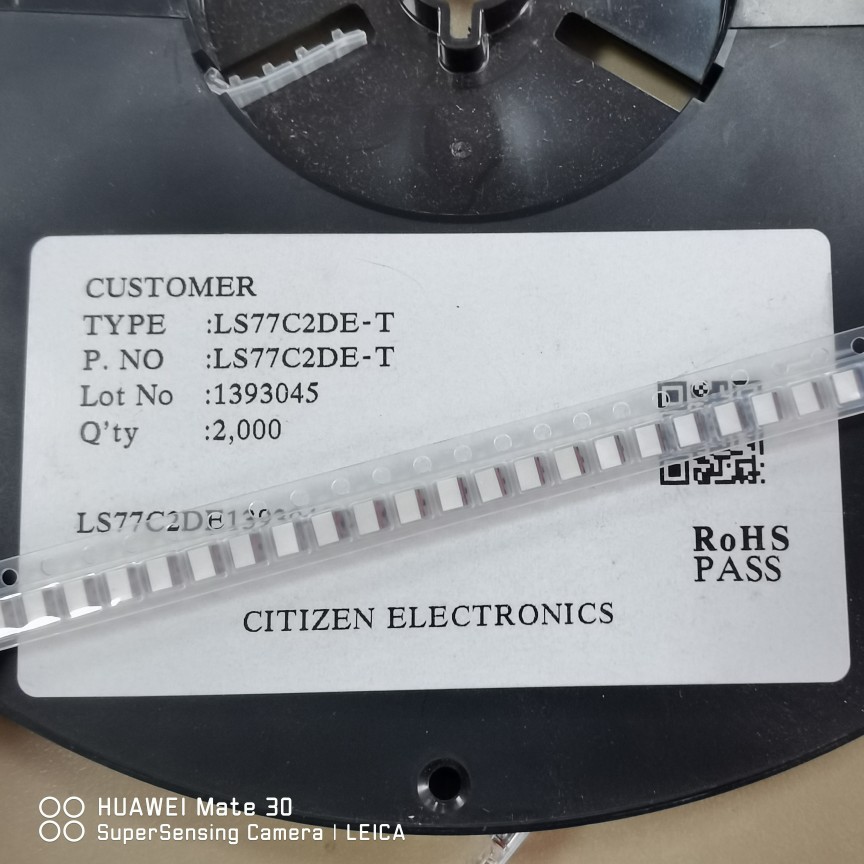 CUSTOMER
TYPE :LS77C2DE-T
P. NO :LS77C2DE-T
Lot No :1393045
Q'ty :2,000
LS77C2DE139304
RoHS
PASS
CITIZEN ELECTRONICS
HUAWEI Mate 30
SuperSensing Camera | LEICA